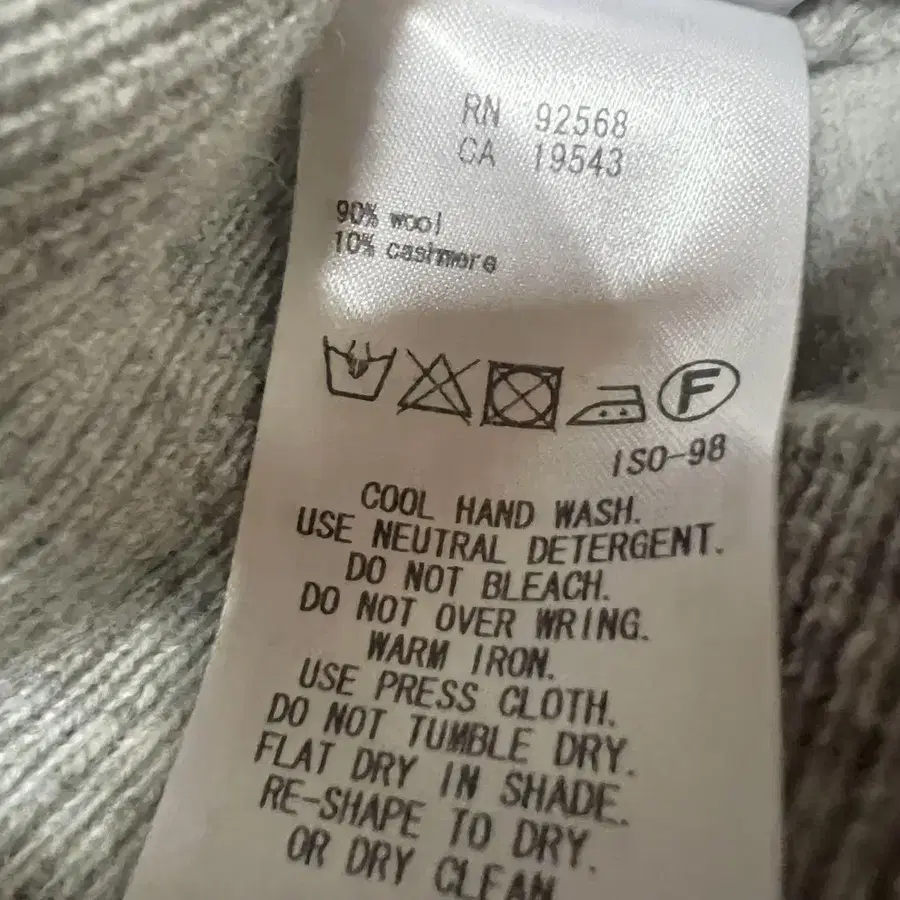 RN 92568
CA 19543
90% wool
10% cashmere
F
ISO-98
COOL HAND WASH.
USE NEUTRAL DETERGENT.
DO NOT BLEACH.
DO NOT OVER WRING.
WARM IRON.
USE PRESS CLOTH.
DO NOT TUMBLE DRY.
FLAT DRY IN SHADE.
RE-SHAPE TO DRY.
OR DRY CLEAN